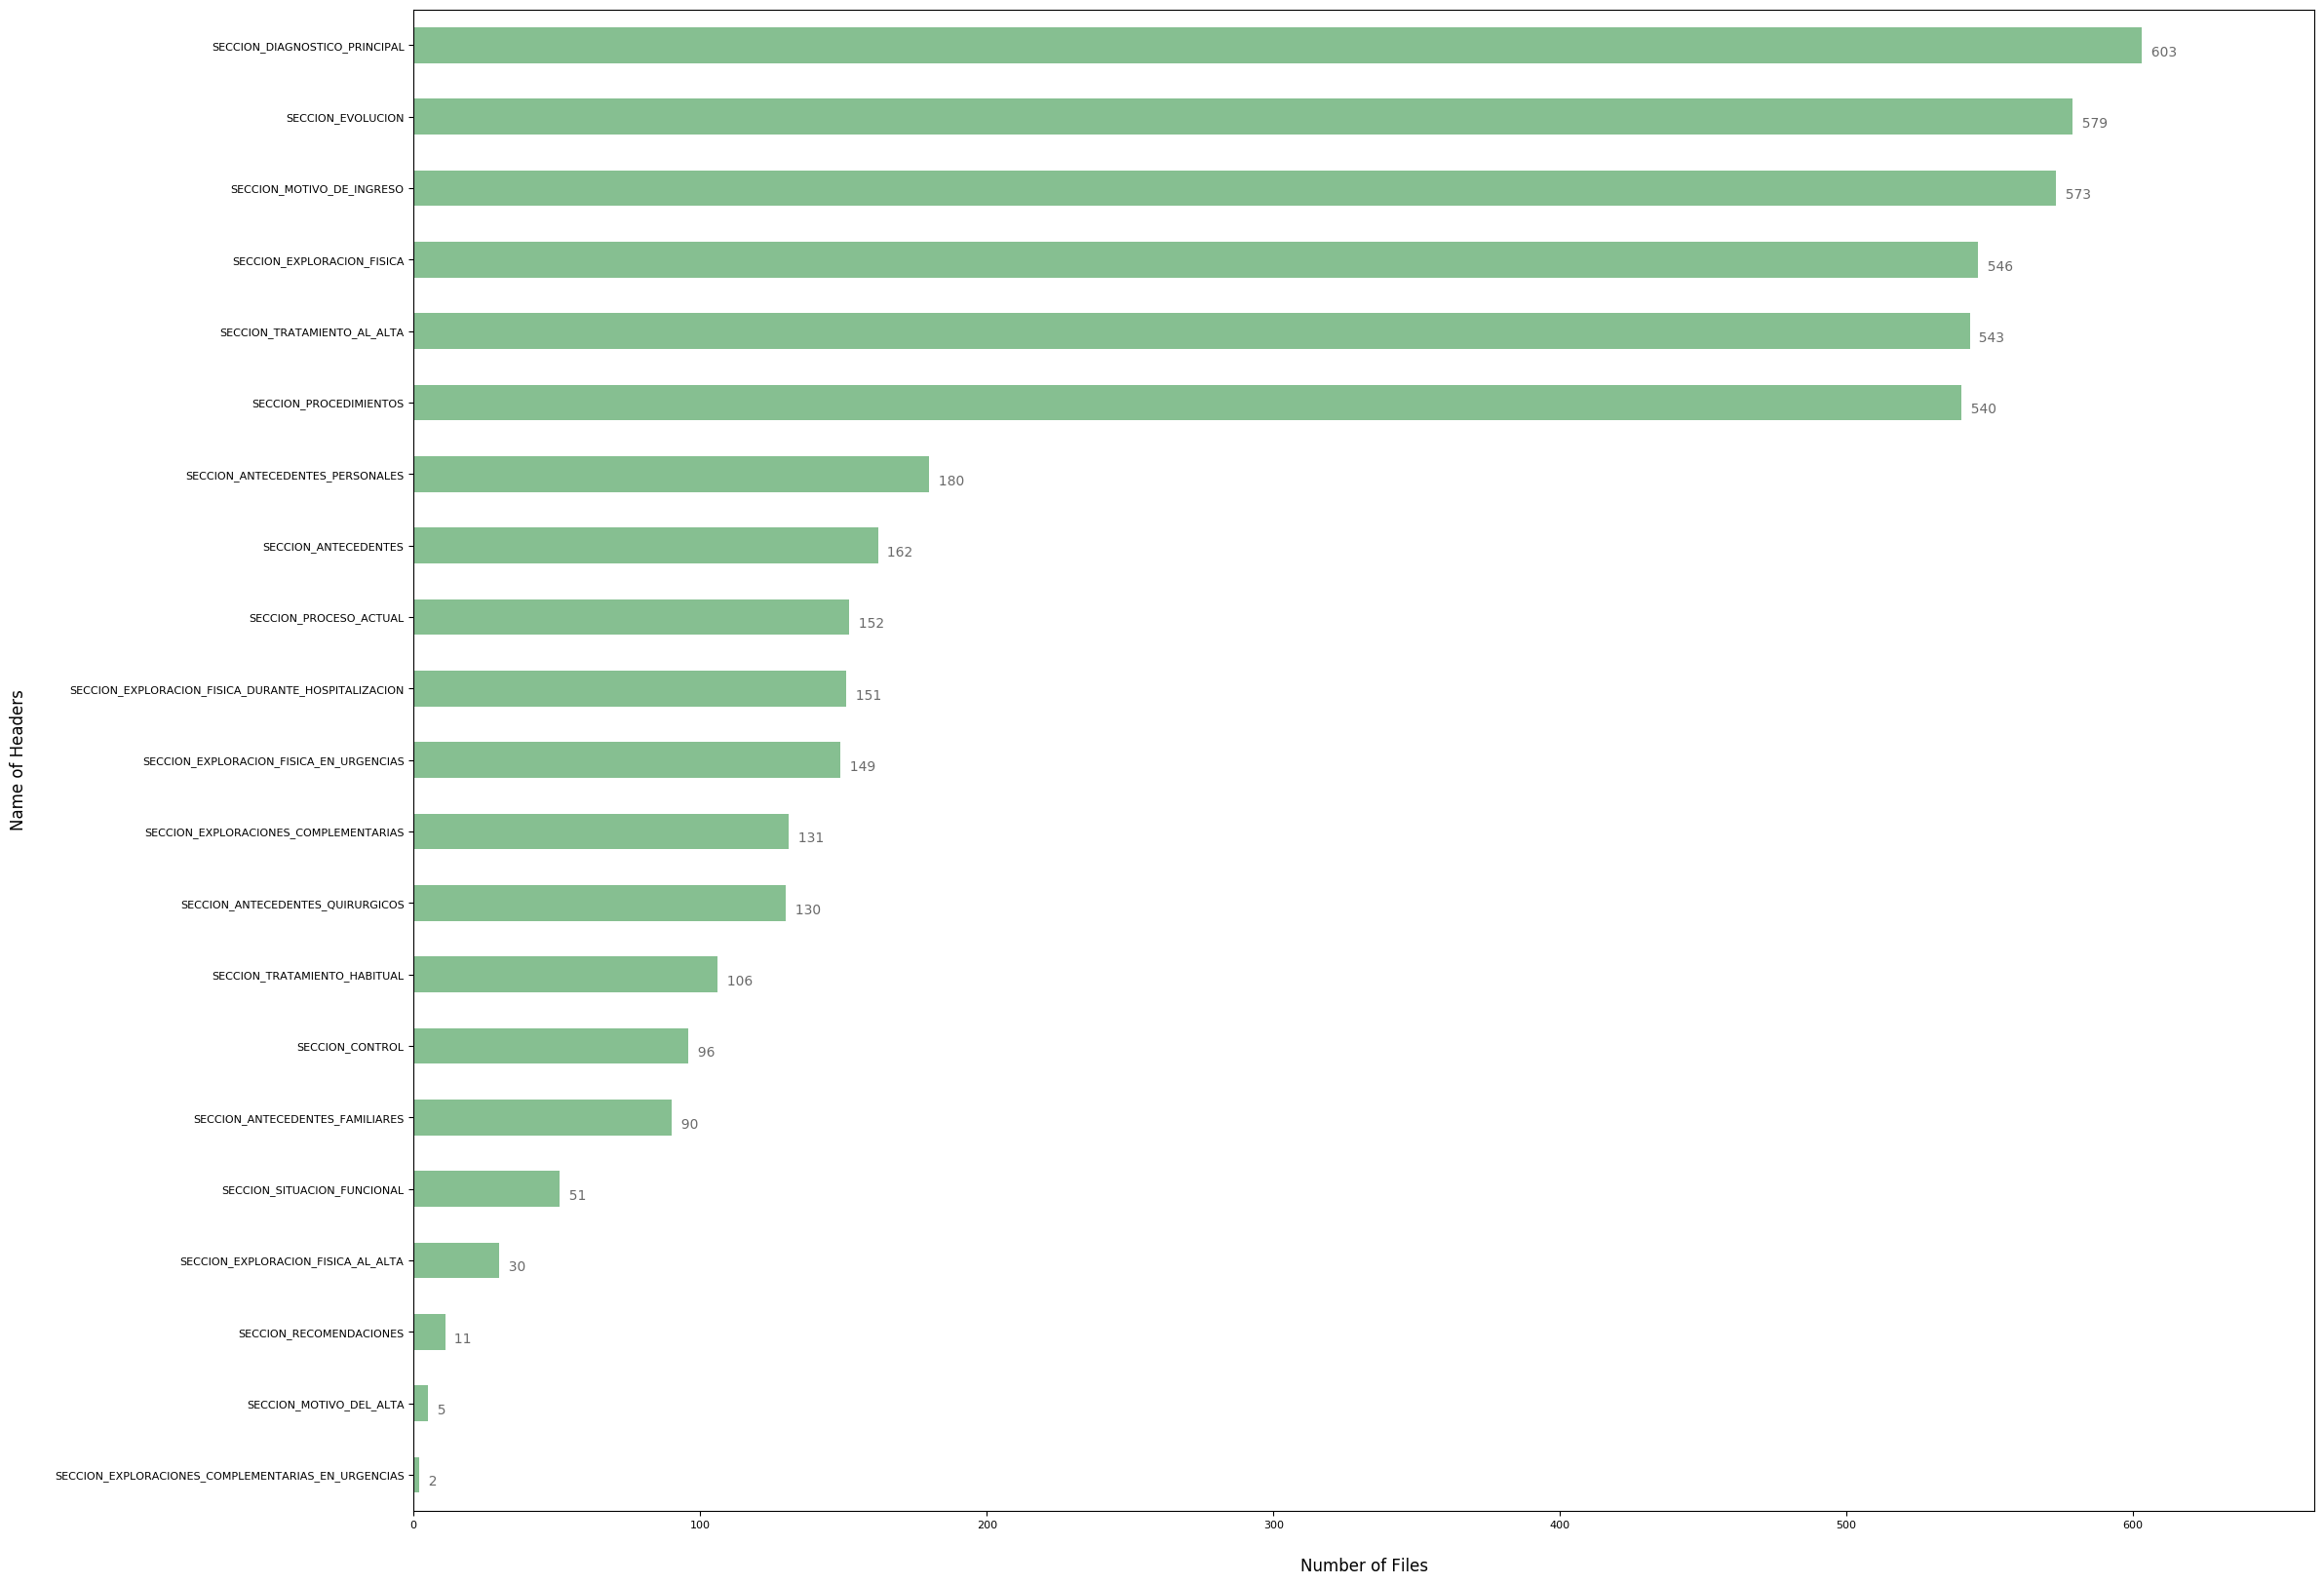 SECCION_DIAGNOSTICO_PRINCIPAL 603
SECCION_EVOLUCION 579
SECCION_MOTIVO_DE_INGRESO 573
SECCION_EXPLORACION_FISICA 546
SECCION_TRATAMIENTO_AL_ALTA 543
SECCION_PROCEDIMIENTOS 540
SECCION_ANTECEDENTES_PERSONALES 180
SECCION_ANTECEDENTES 162
SECCION_PROCESO_ACTUAL 152
SECCION_EXPLORACION_FISICA_DURANTE_HOSPITALIZACION 151
SECCION_EXPLORACION_FISICA_EN_URGENCIAS 149
SECCION_EXPLORACIONES_COMPLEMENTARIAS 131
SECCION_ANTECEDENTES_QUIRURGICOS 130
SECCION_TRATAMIENTO_HABITUAL 106
SECCION_CONTROL 96
SECCION_ANTECEDENTES_FAMILIARES 90
SECCION_SITUACION_FUNCIONAL 51
SECCION_EXPLORACION_FISICA_AL_ALTA 30
SECCION_RECOMENDACIONES 11
SECCION_MOTIVO_DEL_ALTA 5
SECCION_EXPLORACIONES_COMPLEMENTARIAS_EN_URGENCIAS 2
Name of Headers
0 100 200 300 400 500 600
Number of Files